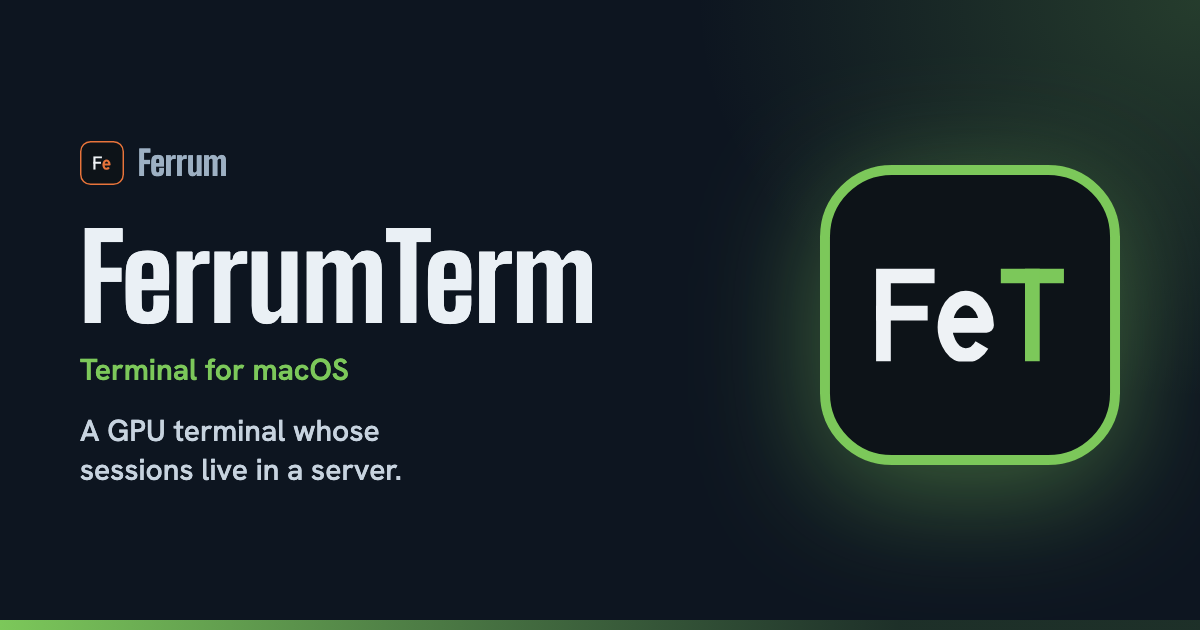 Fe Ferrum
FerrumTerm
Terminal for macOS
A GPU terminal whose
sessions live in a server.
FeT